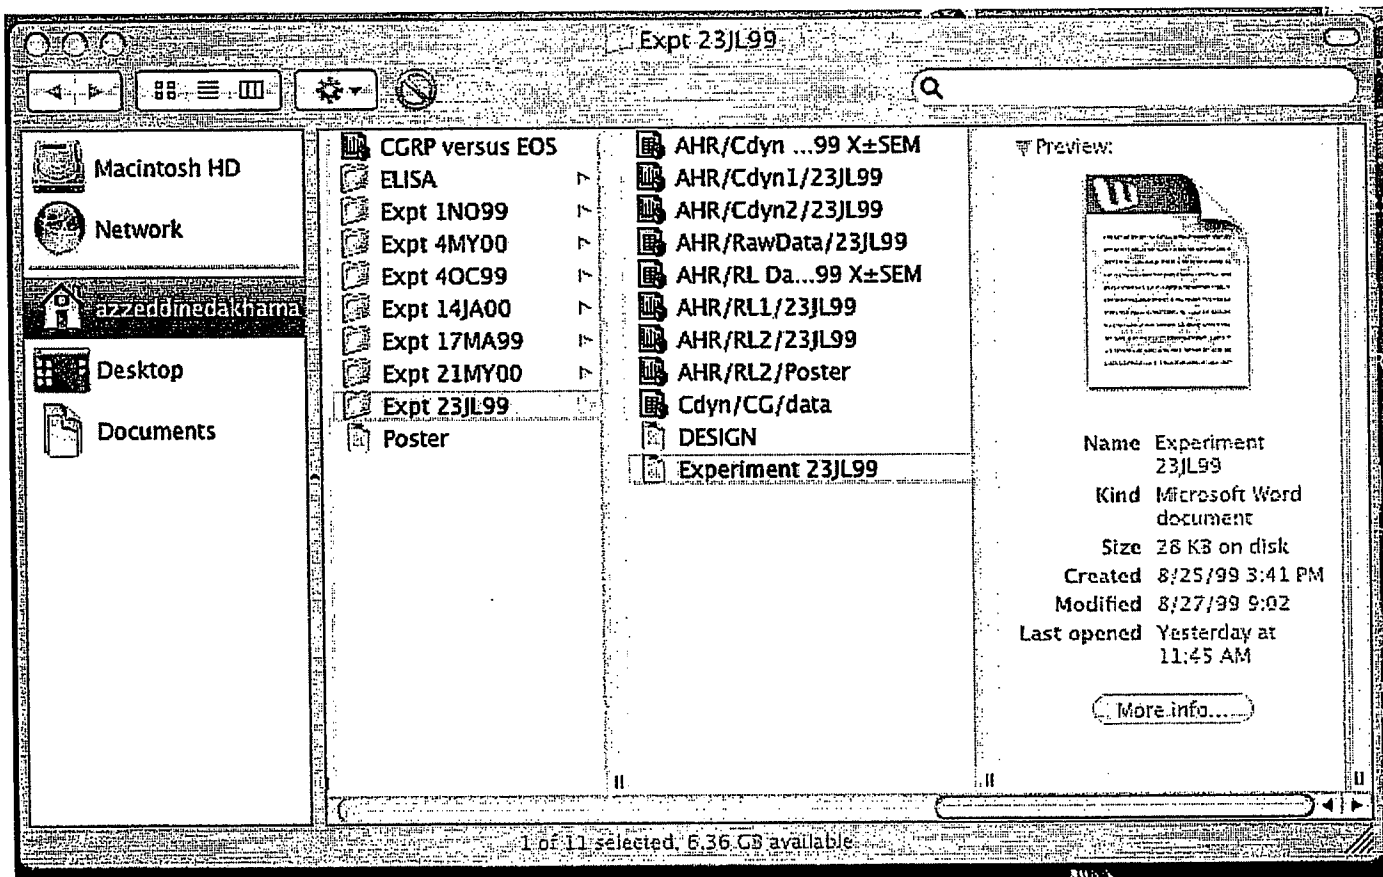 Expt 23JL99
Macintosh HD
Network
azzeddinedakhama
Desktop
Documents
CGRP versus EOS
ELISA
Expt 1NO99
Expt 4MY00
Expt 4OC99
Expt 14JA00
Expt 17MA99
Expt 21MY00
Expt 23JL99
Poster
AHR/Cdyn ...99 X±SEM
AHR/Cdyn1/23JL99
AHR/Cdyn2/23JL99
AHR/RawData/23JL99
AHR/RL Da...99 X±SEM
AHR/RL1/23JL99
AHR/RL2/23JL99
AHR/RL2/Poster
Cdyn/CG/data
DESIGN
Experiment 23JL99
Preview:
Name Experiment
23JL99
Kind Microsoft Word
document
Size 28 KB on disk
Created 8/25/99 3:41 PM
Modified 8/27/99 9:02
Last opened Yesterday at
11:45 AM
More info...
1 of 11 selected, 6.36 GB available